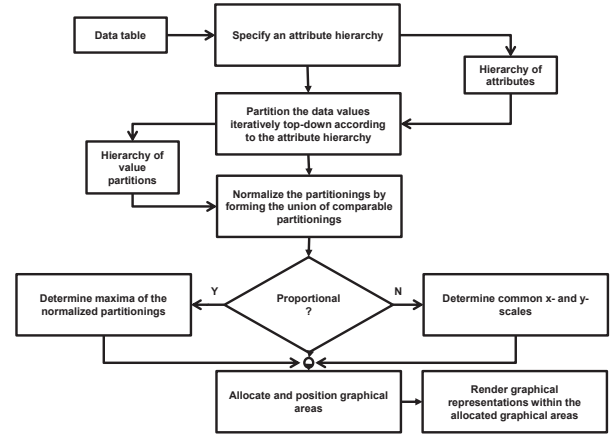 Data table
Specify an attribute hierarchy
Hierarchy of
attributes
Partition the data values
iteratively top-down according
to the attribute hierarchy
Hierarchy of
value
partitions
Normalize the partitionings by
forming the union of comparable
partitionings
Y
Proportional
?
N
Determine maxima of the
normalized partitionings
Determine common x- and y-
scales
Allocate and position graphical
areas
Render graphical
representations within the
allocated graphical areas